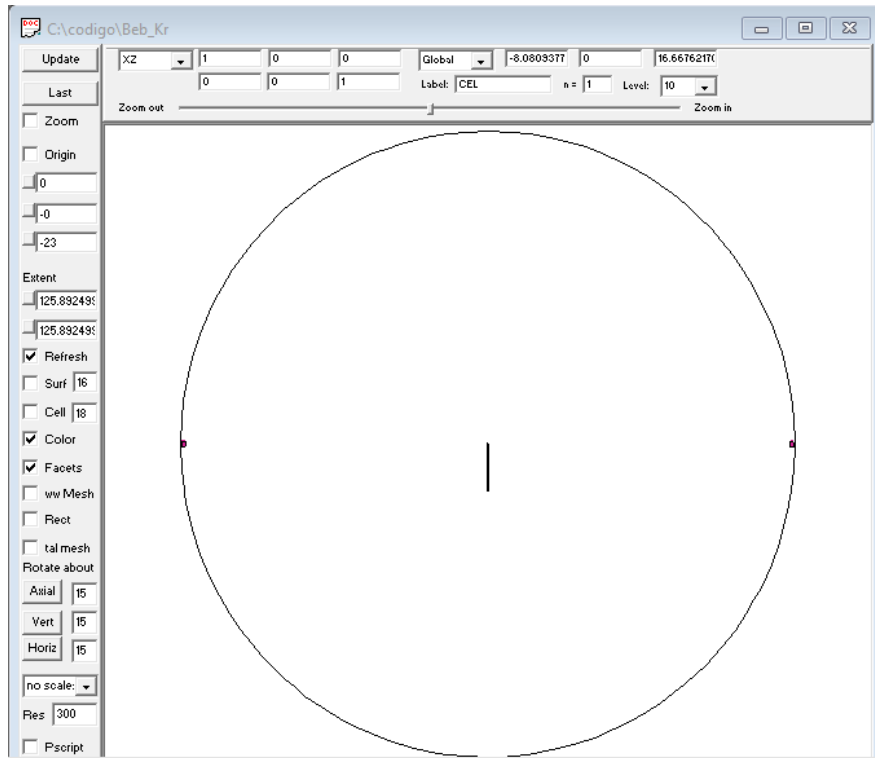 DOC C:\codigo\Beb_Kr
Update XZ 1 0 0 Global -8.0809377 0 16.6676217(
Last 0 0 1 Label: CEL n = 1 Level: 10
Zoom out Zoom in
Zoom
Origin
0
-0
-23
Extent
125.892499
125.892499
Refresh
Surf 16
Cell 18
Color
Facets
ww Mesh
Rect
tal mesh
Rotate about
Axial 15
Vert 15
Horiz 15
no scale:
Res 300
Pscript